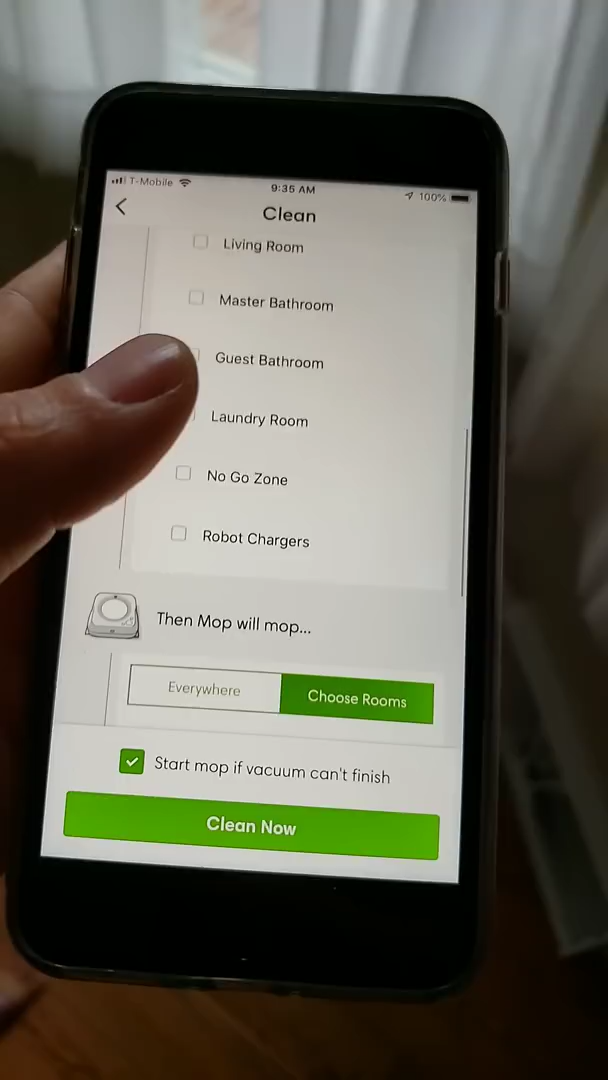 T-Mobile 9:35 AM 100%
Clean
Living Room
Master Bathroom
Guest Bathroom
Laundry Room
No Go Zone
Robot Chargers
Then Mop will mop...
Everywhere Choose Rooms
Start mop if vacuum can't finish
Clean Now